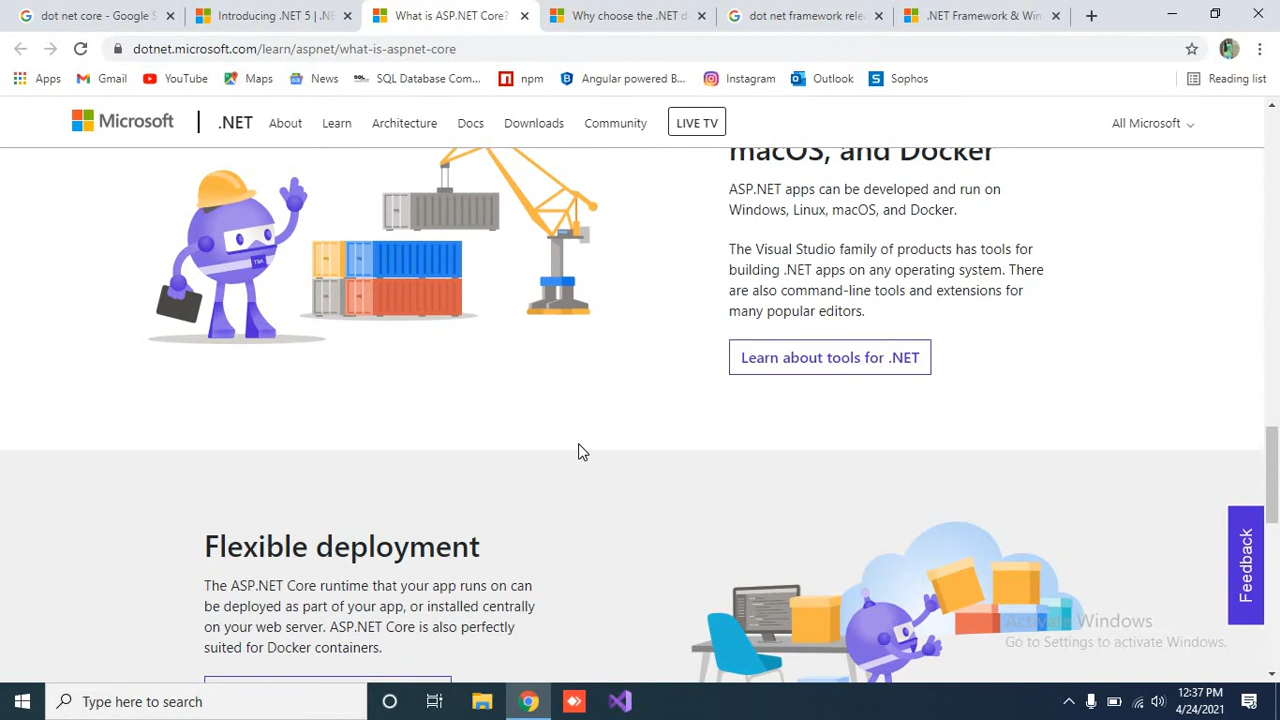 dot net core - Google S
Introducing .NET 5 | .N
What is ASP.NET Core?
Why choose the .NET d
dot net framework rele
.NET Framework & Win
dotnet.microsoft.com/learn/aspnet/what-is-aspnet-core
Apps
Gmail
YouTube
Maps
News
SQL Database Com...
npm
Angular powered B...
Instagram
Outlook
Sophos
Reading list
Microsoft
.NET
About
Learn
Architecture
Docs
Downloads
Community
LIVE TV
All Microsoft
macOS, and Docker
ASP.NET apps can be developed and run on
Windows, Linux, macOS, and Docker.
The Visual Studio family of products has tools for
building .NET apps on any operating system. There
are also command-line tools and extensions for
many popular editors.
Learn about tools for .NET
.NET
Flexible deployment
The ASP.NET Core runtime that your app runs on can
be deployed as part of your app, or installed centrally
on your web server. ASP.NET Core is also perfectly
suited for Docker containers.
Feedback
Activate Windows
Go to Settings to activate Windows.
Type here to search
12:37 PM
4/24/2021